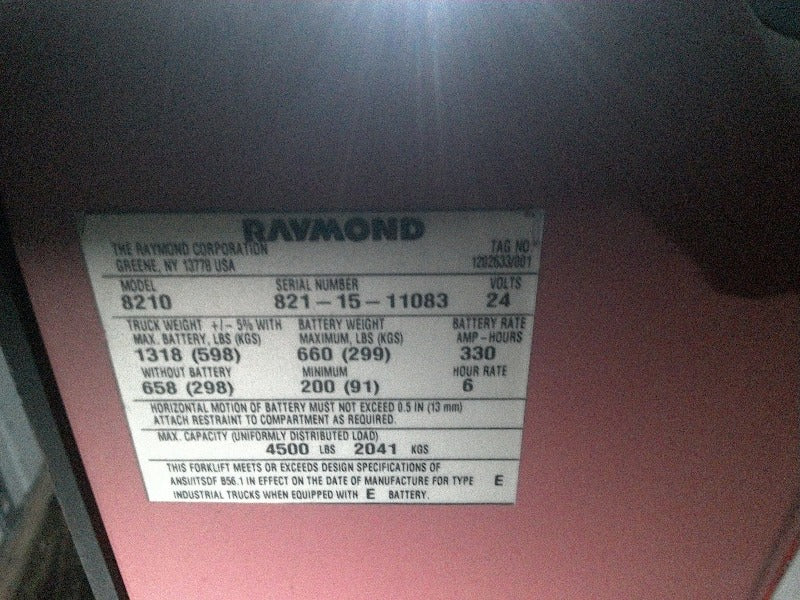 RAYMOND
THE RAYMOND CORPORATION
GREENE, NY 13778 USA
TAG NO
1202633/001
MODEL SERIAL NUMBER VOLTS
8210 821-15-11083 24
TRUCK WEIGHT +/- 5% WITH BATTERY WEIGHT BATTERY RATE
MAX. BATTERY, LBS (KGS) MAXIMUM, LBS (KGS) AMP-HOURS
1318 (598) 660 (299) 330
WITHOUT BATTERY MINIMUM HOUR RATE
658 (298) 200 (91) 6
HORIZONTAL MOTION OF BATTERY MUST NOT EXCEED 0.5 IN (13 mm)
ATTACH RESTRAINT TO COMPARTMENT AS REQUIRED.
MAX. CAPACITY (UNIFORMLY DISTRIBUTED LOAD)
4500 LBS 2041 KGS
THIS FORKLIFT MEETS OR EXCEEDS DESIGN SPECIFICATIONS OF
ANSI/ITSDF B56.1 IN EFFECT ON THE DATE OF MANUFACTURE FOR TYPE E
INDUSTRIAL TRUCKS WHEN EQUIPPED WITH E BATTERY.